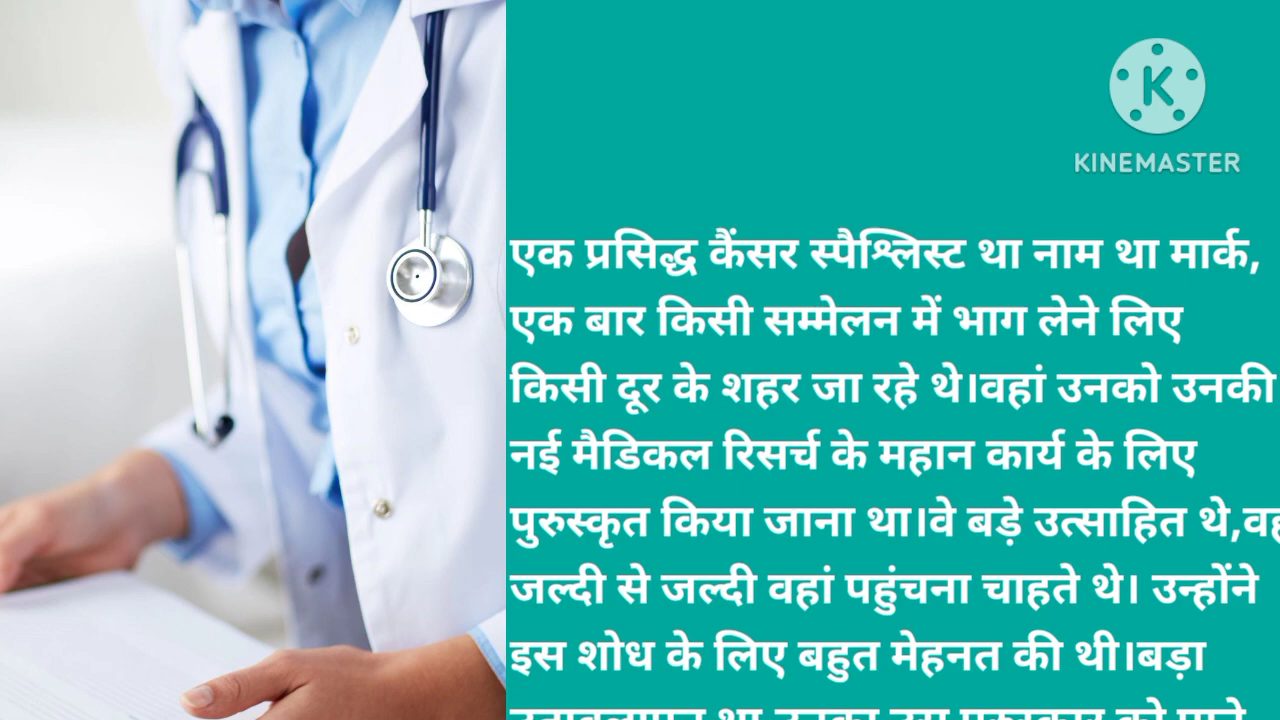 K
KINEMASTER
एक प्रसिद्ध कैंसर स्पैश्लिस्ट था नाम था मार्क,
एक बार किसी सम्मेलन में भाग लेने लिए
किसी दूर के शहर जा रहे थे।वहां उनको उनकी
नई मैडिकल रिसर्च के महान कार्य के लिए
पुरुस्कृत किया जाना था।वे बड़े उत्साहित थे,
जल्दी से जल्दी वहां पहुंचना चाहते थे। उन्होंने
इस शोध के लिए बहुत मेहनत की थी।बड़ा